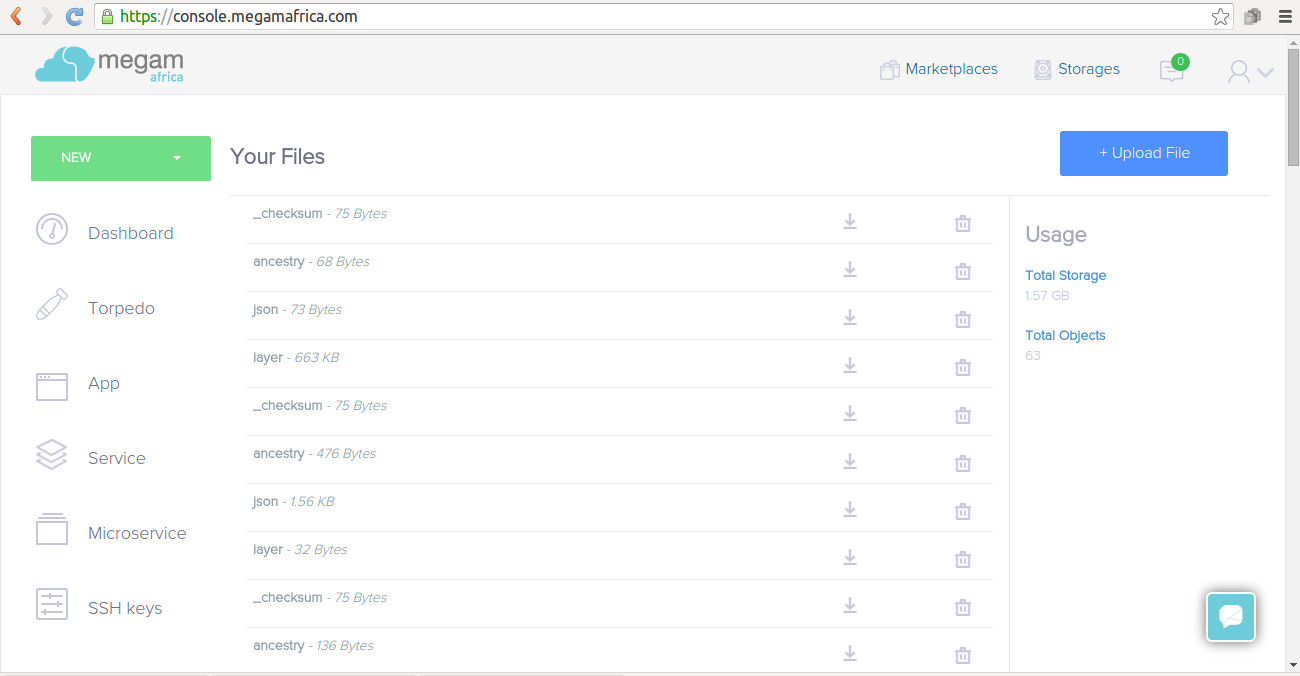 https://console.megamafrica.com
megam
africa
Marketplaces
Storages
0
NEW
Your Files
+ Upload File
Dashboard
Torpedo
App
Service
Microservice
SSH keys
_checksum - 75 Bytes
ancestry - 68 Bytes
json - 73 Bytes
layer - 663 KB
_checksum - 75 Bytes
ancestry - 476 Bytes
json - 1.56 KB
layer - 32 Bytes
_checksum - 75 Bytes
ancestry - 136 Bytes
Usage
Total Storage
1.57 GB
Total Objects
63